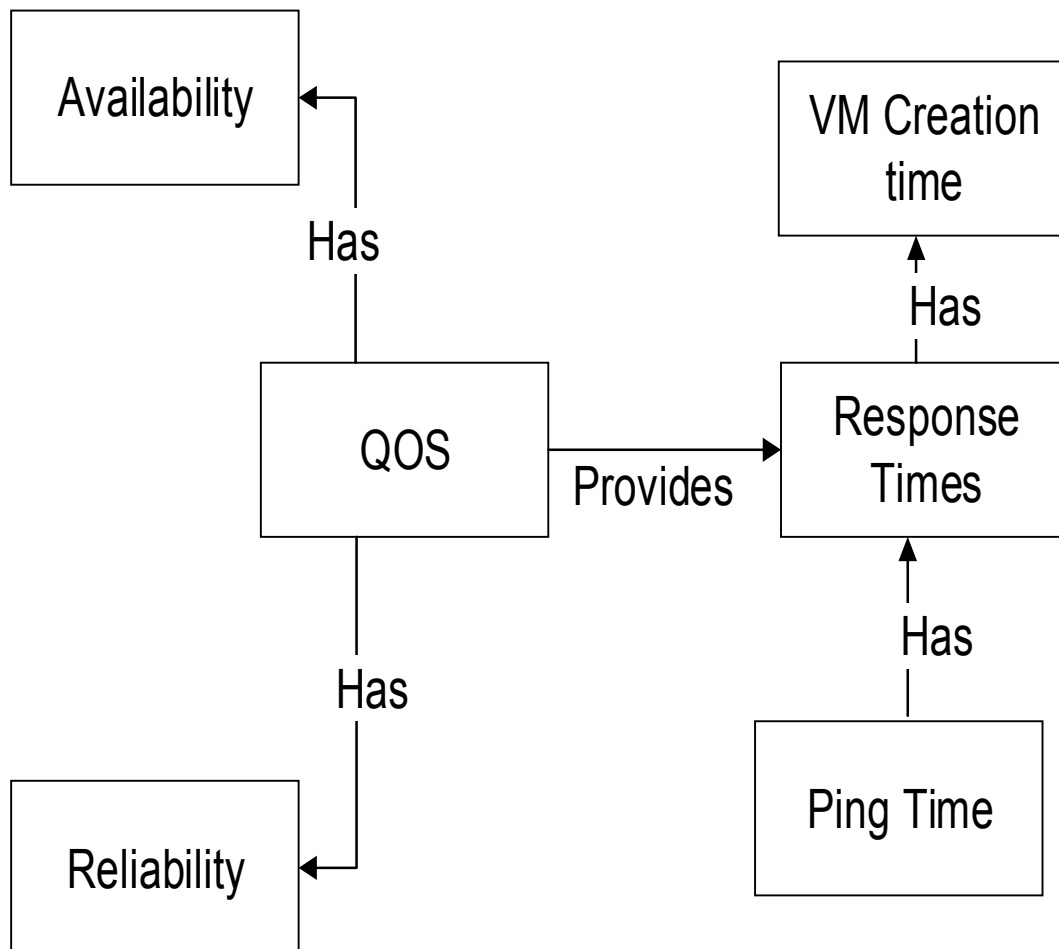 Availability
VM Creation
time
Has
Has
QOS
Response
Times
Provides
Has
Has
Ping Time
Reliability